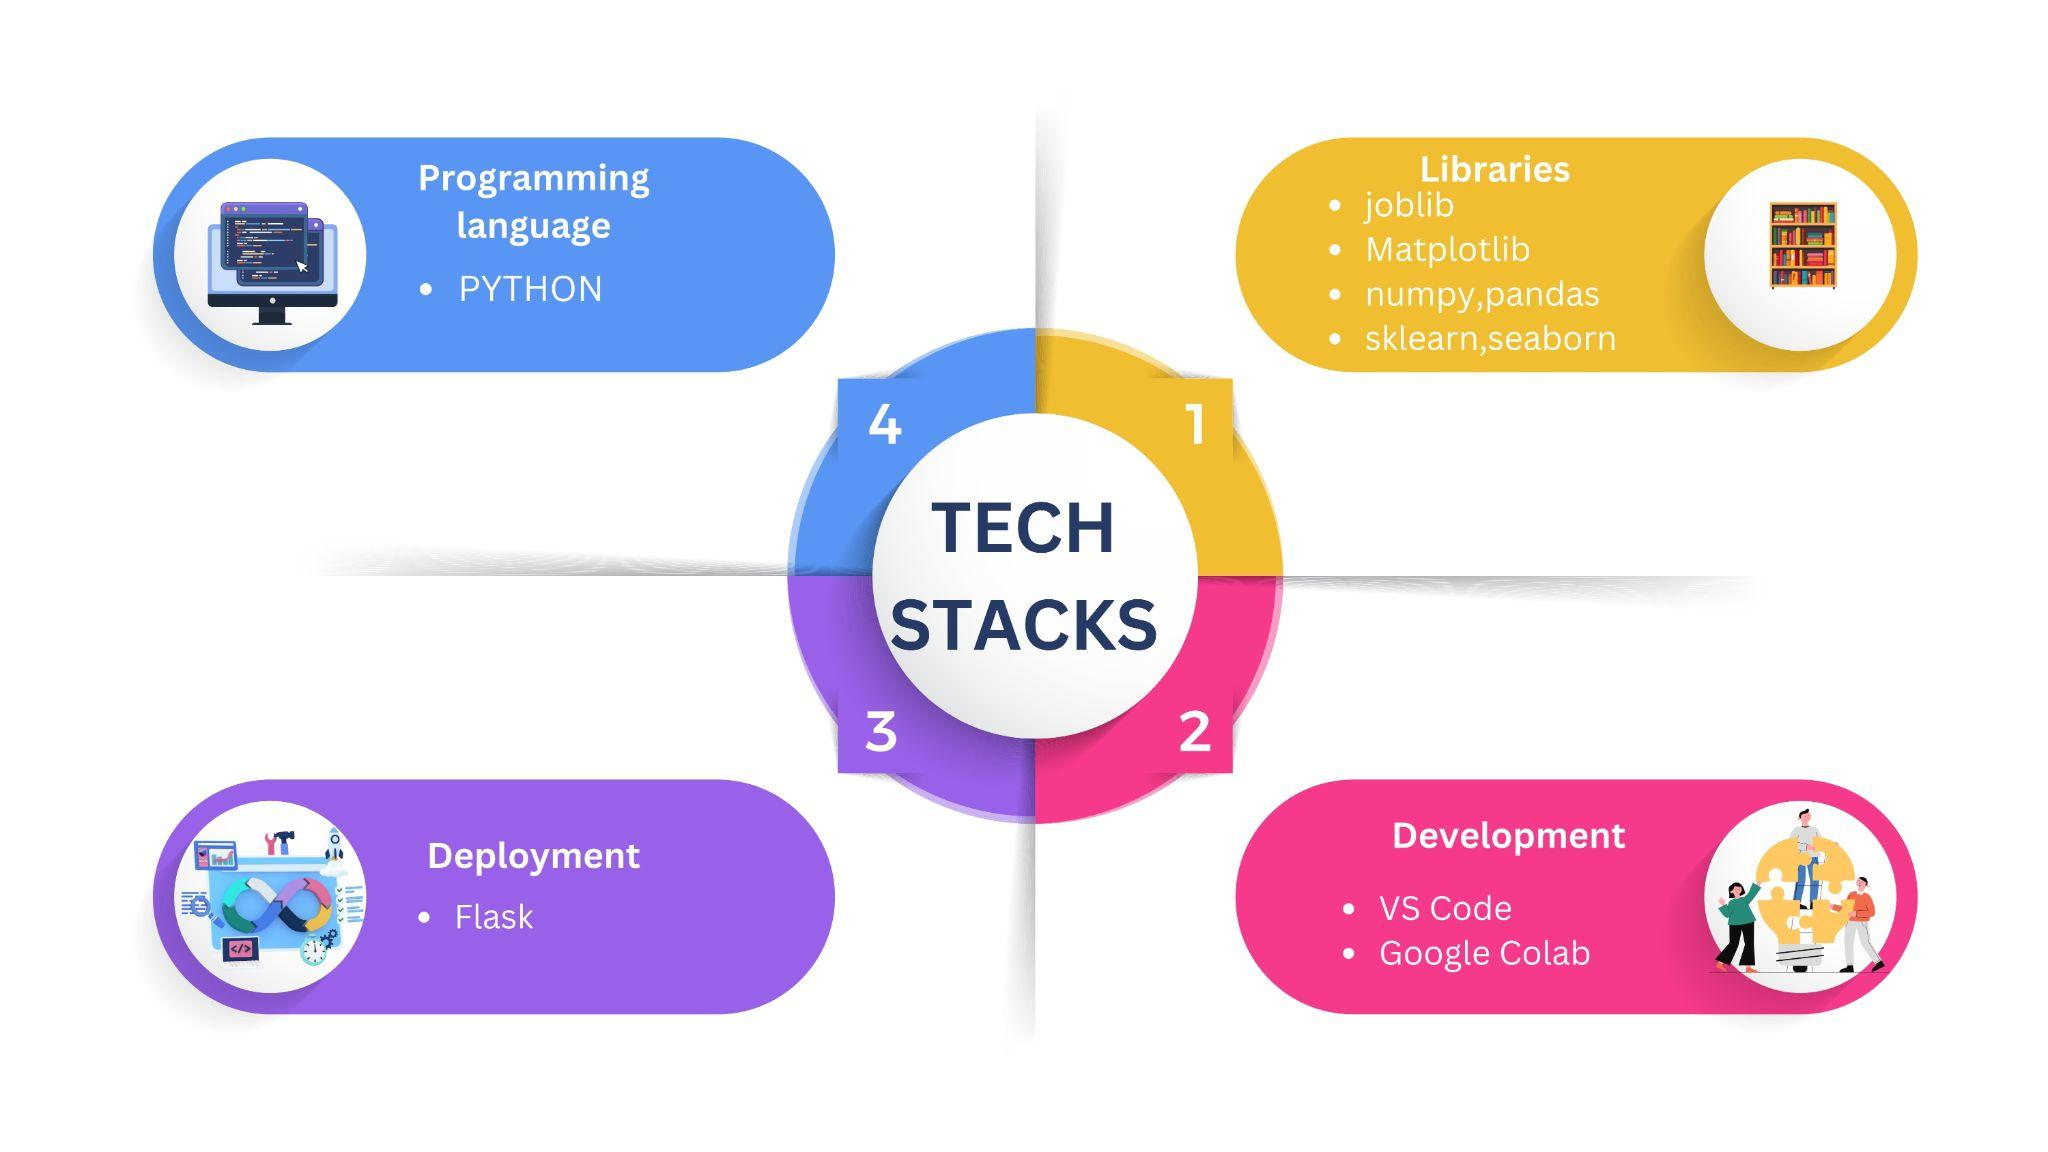 Programming
language
PYTHON
Libraries
joblib
Matplotlib
numpy,pandas
sklearn,seaborn
4
1
TECH
STACKS
3
2
Deployment
Flask
Development
VS Code
Google Colab